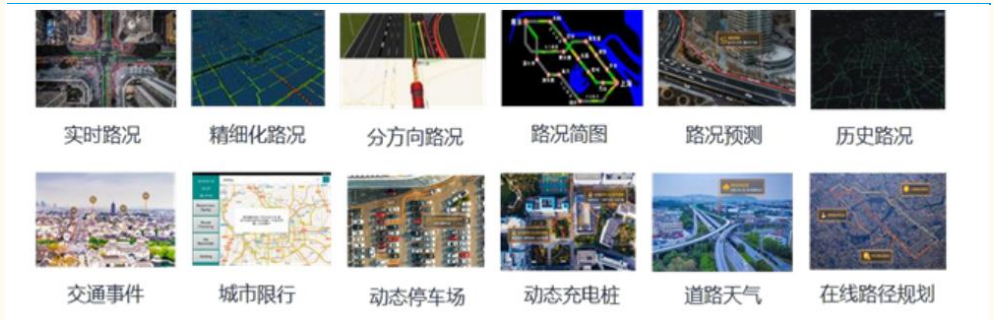 实时路况
精细化路况
分方向路况
路况简图
路况预测
历史路况
交通事件
城市限行
动态停车场
动态充电桩
道路天气
在线路径规划